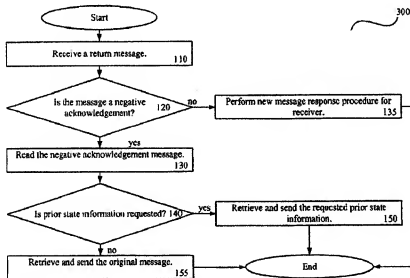 Start
300
Receive a return message.
110
Is the message a negative
acknowledgement?
120
no
Perform new message response procedure for
receiver.
135
yes
Read the negative acknowledgement message.
130
Is prior state information requested?
140
yes
Retrieve and send the requested prior state
information.
150
no
Retrieve and send the original message.
155
End